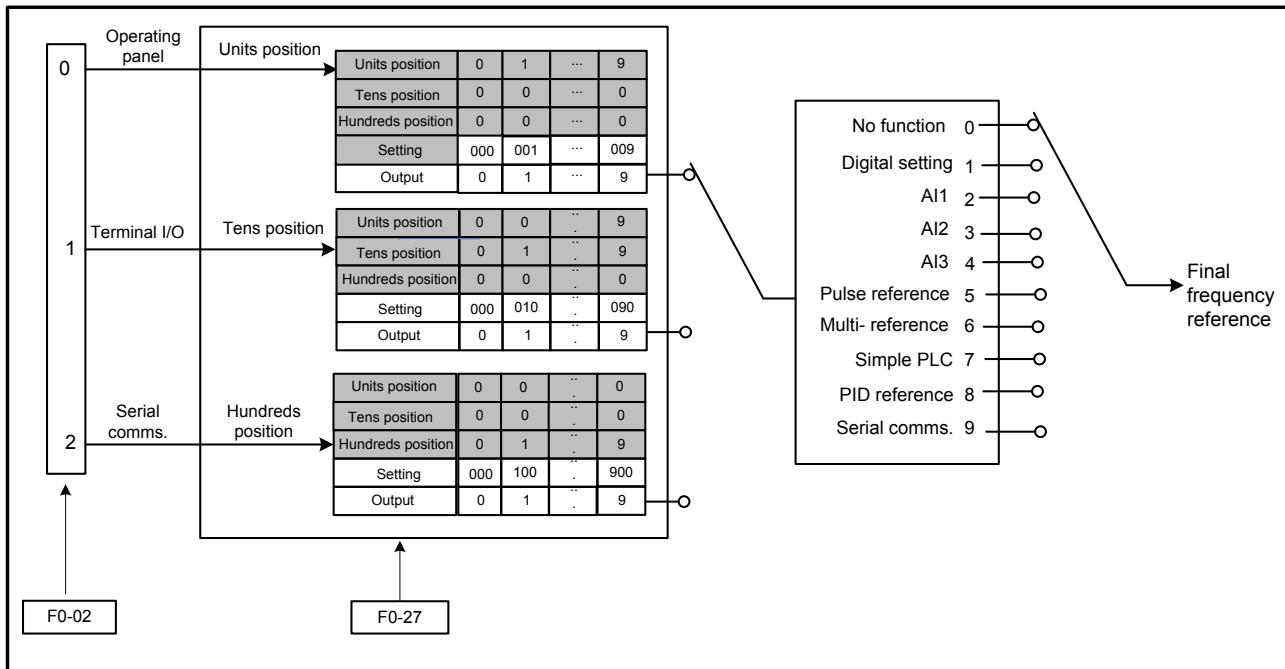 0
Operating
panel
Units position
Units position 0 1 ... 9
Tens position 0 0 ... 0
Hundreds position 0 0 ... 0
Setting 000 001 ... 009
Output 0 1 ... 9
1
Terminal I/O
Tens position
Units position 0 0 ... 9
Tens position 0 1 ... 9
Hundreds position 0 0 ... 0
Setting 000 010 ... 090
Output 0 1 ... 9
2
Serial
comms.
Hundreds
position
Units position 0 0 ... 0
Tens position 0 0 ... 0
Hundreds position 0 1 ... 9
Setting 000 100 ... 900
Output 0 1 ... 9
No function 0
Digital setting 1
AI1 2
AI2 3
AI3 4
Pulse reference 5
Multi- reference 6
Simple PLC 7
PID reference 8
Serial comms. 9
Final
frequency
reference
F0-02
F0-27